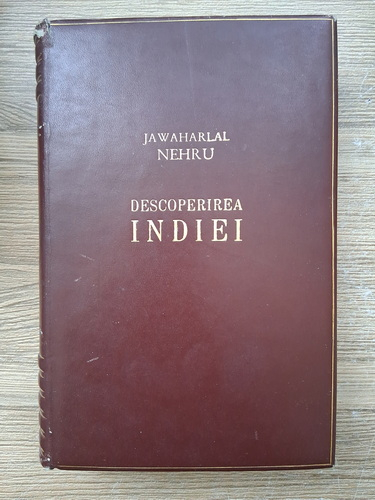 JAWAHARLAL
NEHRU
DESCOPERIREA
INDIEI